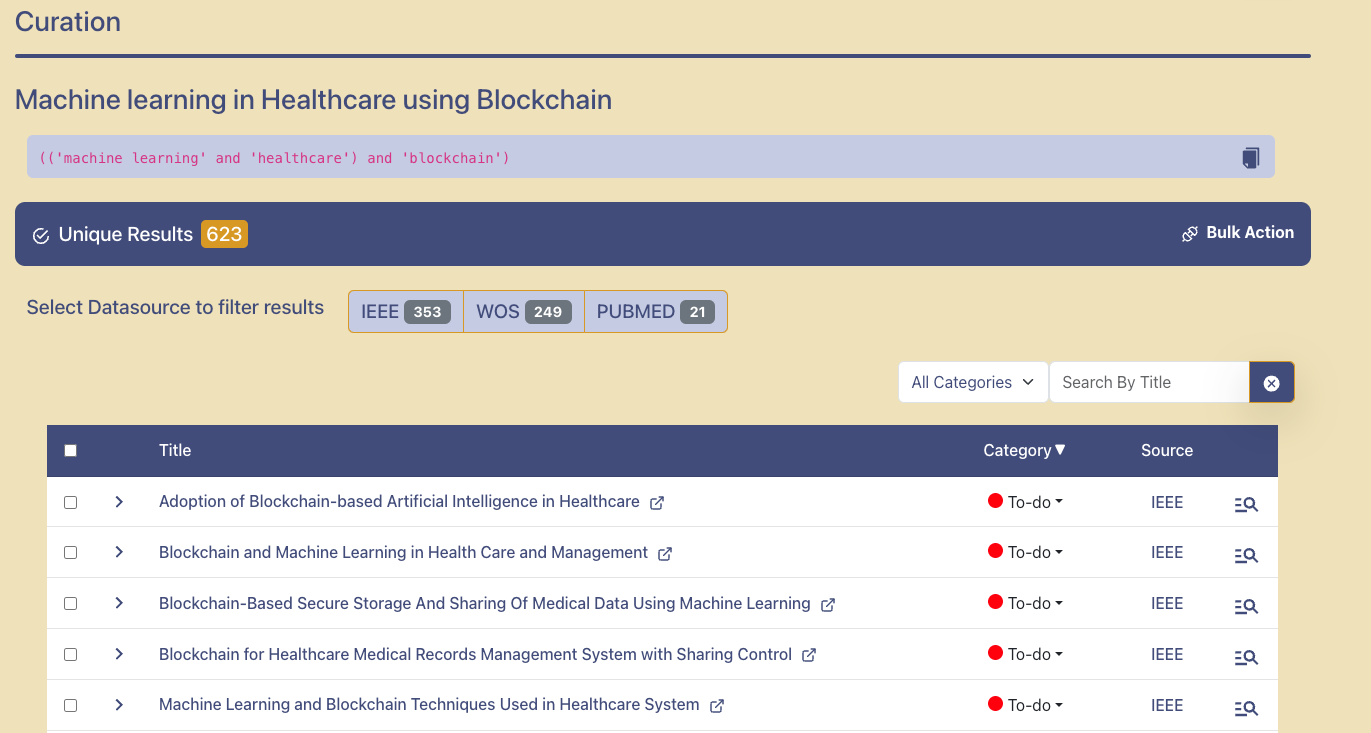 Curation
Machine learning in Healthcare using Blockchain
(('machine learning' and 'healthcare') and 'blockchain')
Unique Results 623
Bulk Action
Select Datasource to filter results
IEEE 353 WOS 249 PUBMED 21
All Categories Search By Title
Title Category▼ Source
Adoption of Blockchain-based Artificial Intelligence in Healthcare To-do IEEE
Blockchain and Machine Learning in Health Care and Management To-do IEEE
Blockchain-Based Secure Storage And Sharing Of Medical Data Using Machine Learning To-do IEEE
Blockchain for Healthcare Medical Records Management System with Sharing Control To-do IEEE
Machine Learning and Blockchain Techniques Used in Healthcare System To-do IEEE